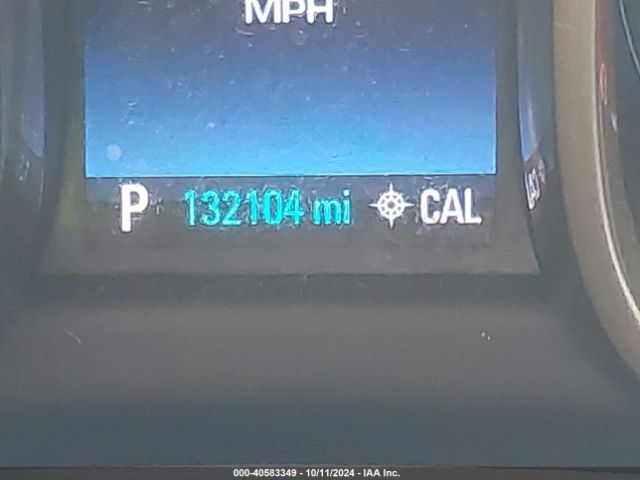 MPH
P 132104 mi CAL
000-40583349 - 10/11/2024 - IAA Inc.